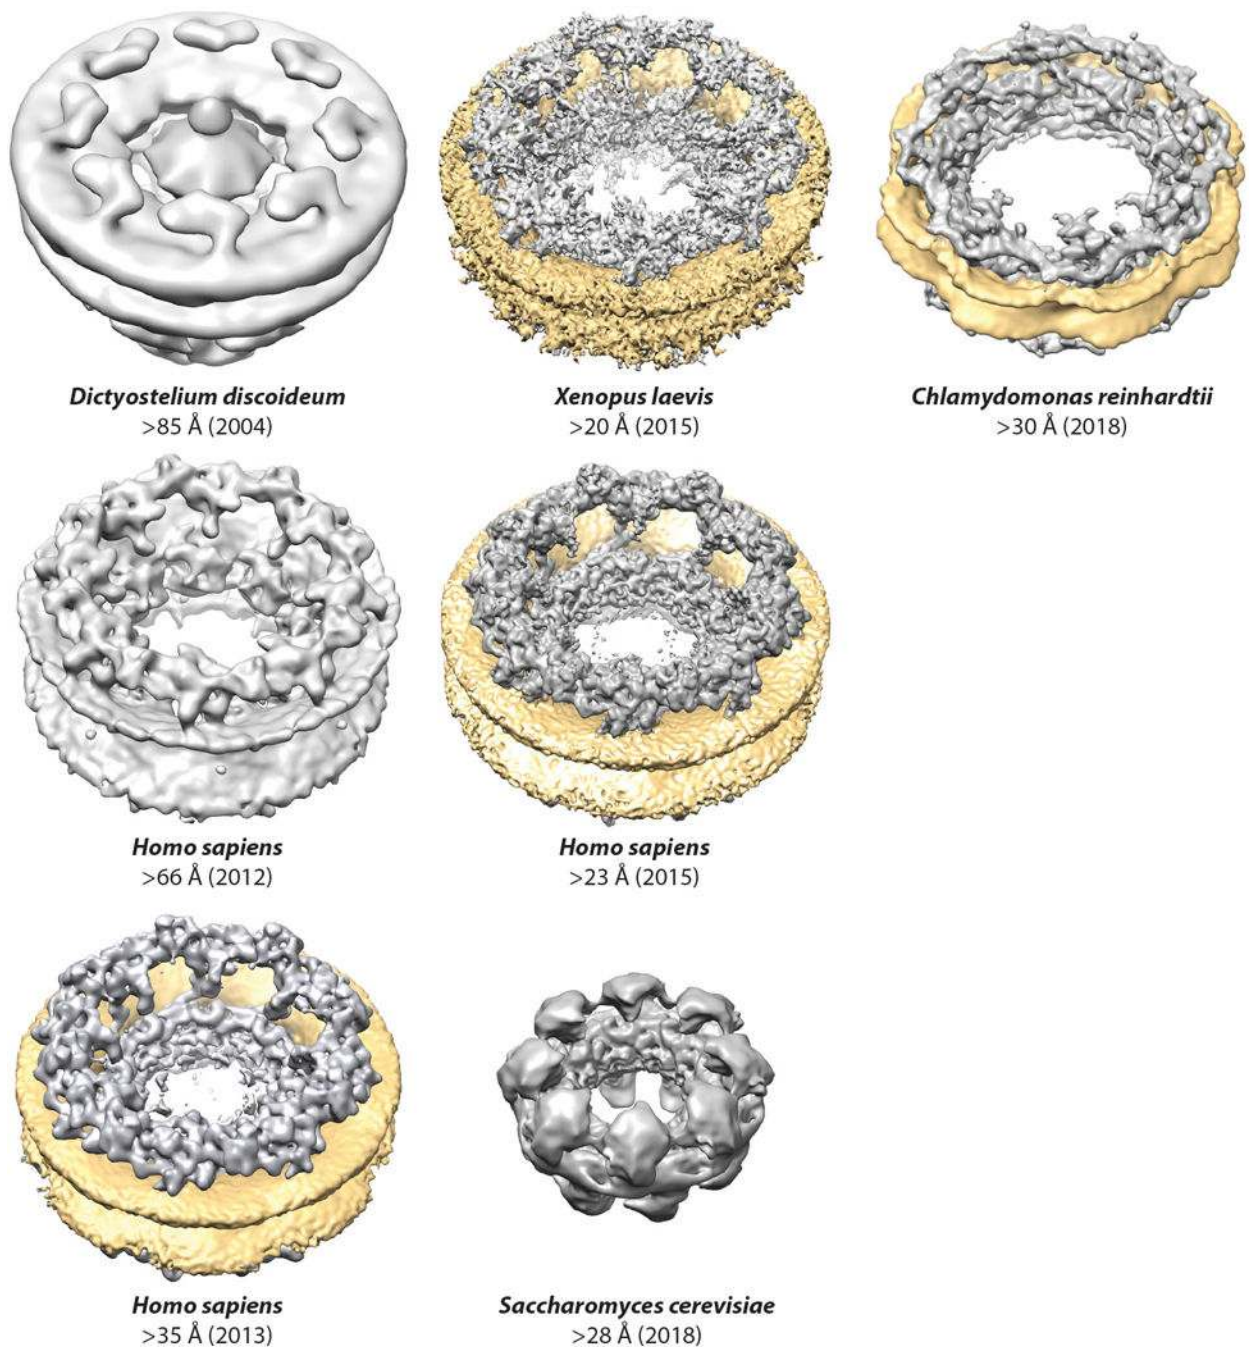 Dictyostelium discoideum
>85 Å (2004)
Xenopus laevis
>20 Å (2015)
Chlamydomonas reinhardtii
>30 Å (2018)
Homo sapiens
>66 Å (2012)
Homo sapiens
>23 Å (2015)
Homo sapiens
>35 Å (2013)
Saccharomyces cerevisiae
>28 Å (2018)